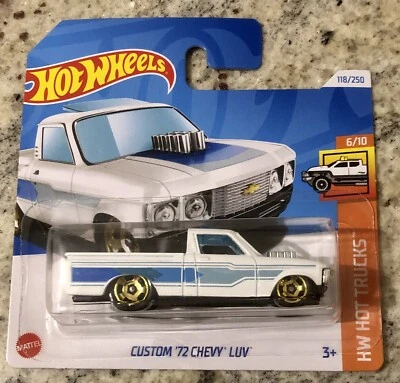 HOT WHEELS
118/250
6/10
HW HOT TRUCKS
MATTEL
CUSTOM '72 CHEVY LUV
3+